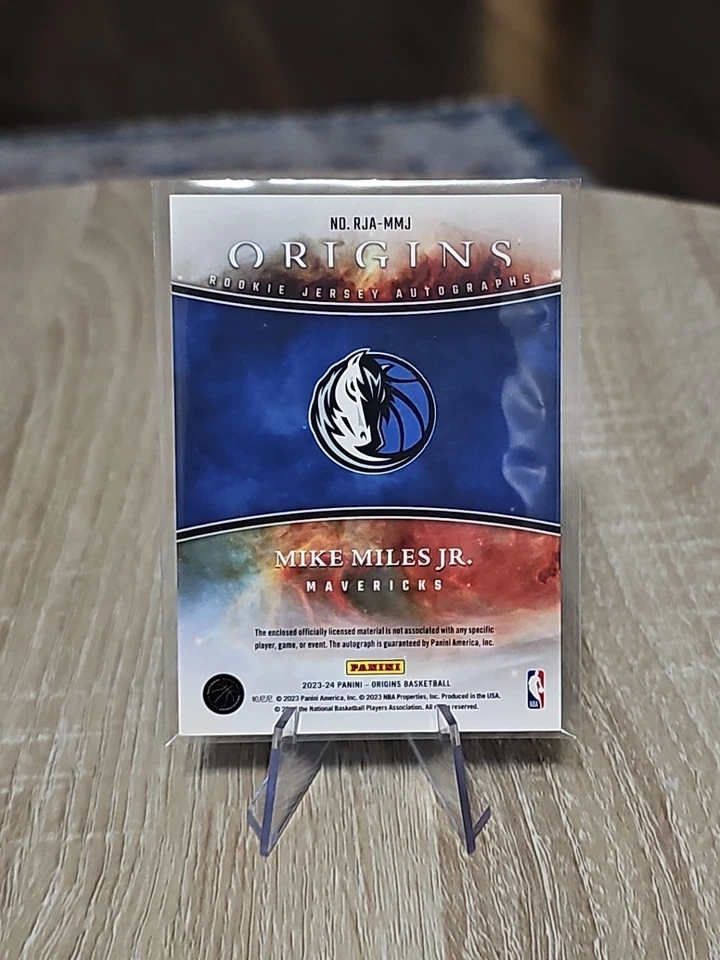 NO. RJA-MMJ
ORIGINS
ROOKIE JERSEY AUTOGRAPHS
MIKE MILES JR.
MAVERICKS
The enclosed officially licensed material is not associated with any specific
player, game, or event. The autograph is guaranteed by Panini America, Inc.
PANINI
2023-24 PANINI – ORIGINS BASKETBALL
© 2023 Panini America, Inc. © 2023 NBA Properties, Inc. Produced in the USA.
© the National Basketball Players Association. All reserved.
NBA